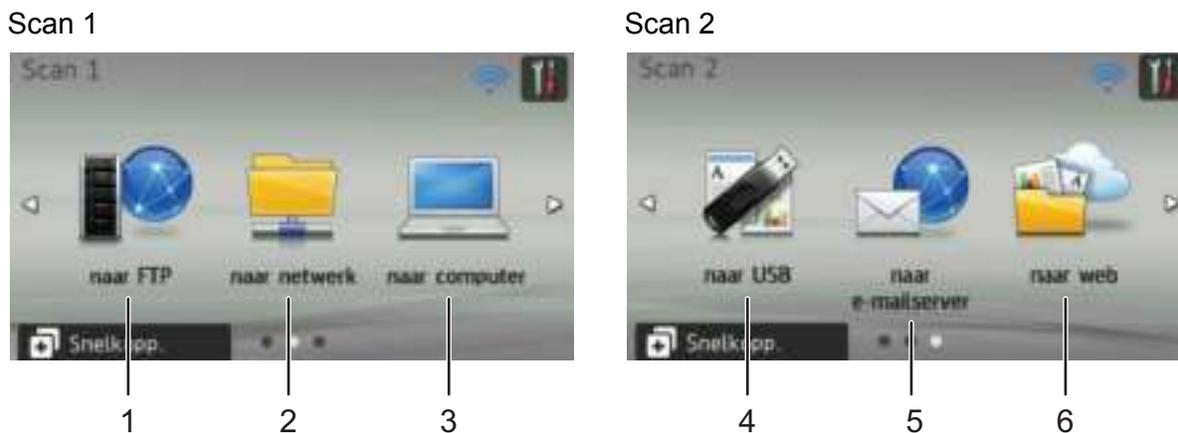 Scan 1
Scan 1
naar FTP
naar netwerk
naar computer
Snelkopp.
1
2
3
Scan 2
Scan 2
A
A
naar USB
naar
e-mailserver
naar web
Snelkopp.
4
5
6